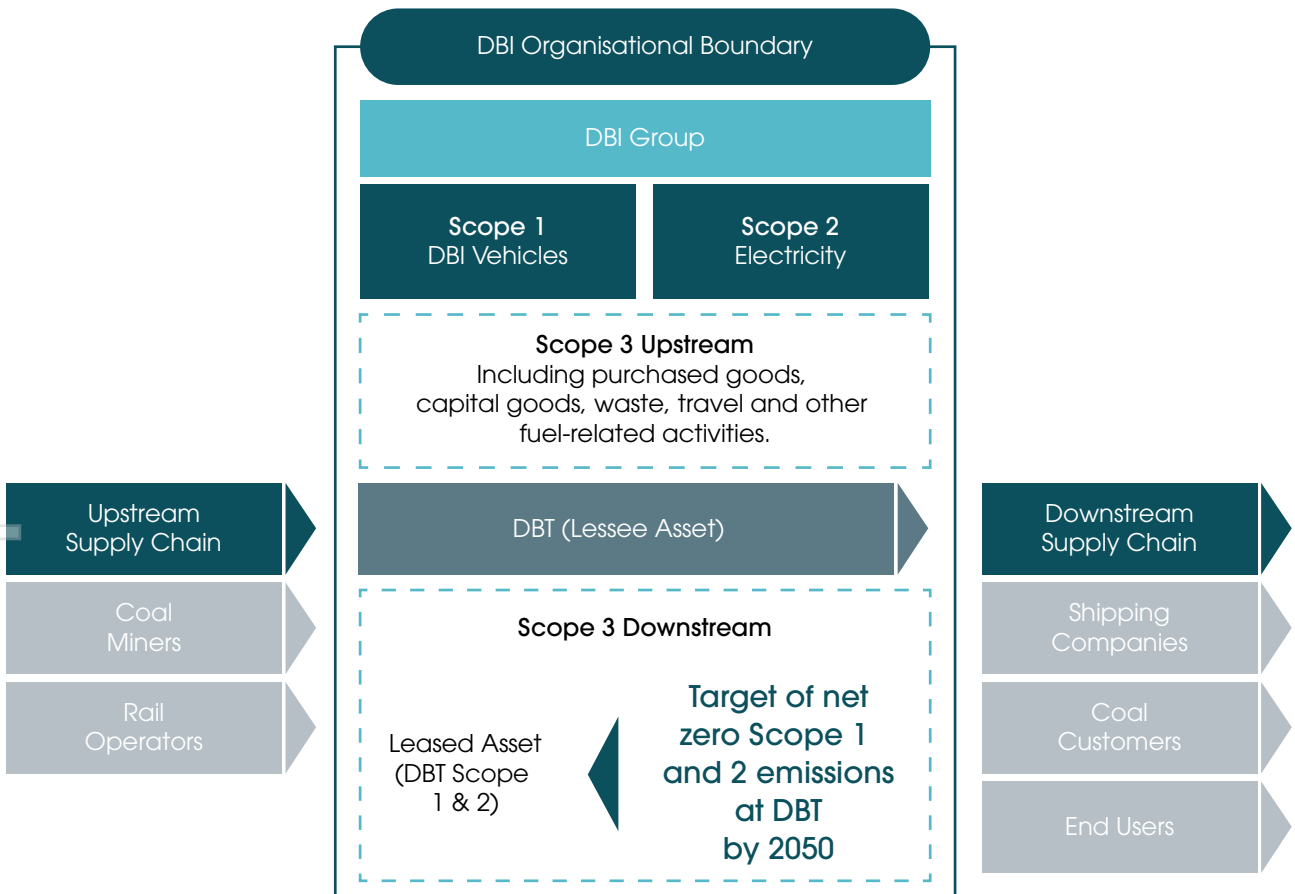 DBI Organisational Boundary
DBI Group
Scope 1
DBI Vehicles
Scope 2
Electricity
Scope 3 Upstream
Including purchased goods,
capital goods, waste, travel and other
fuel-related activities.
Upstream
Supply Chain
Coal
Miners
Rail
Operators
DBT (Lessee Asset)
Scope 3 Downstream
Leased Asset
(DBT Scope
1 & 2)
Target of net
zero Scope 1
and 2 emissions
at DBT
by 2050
Downstream
Supply Chain
Shipping
Companies
Coal
Customers
End Users